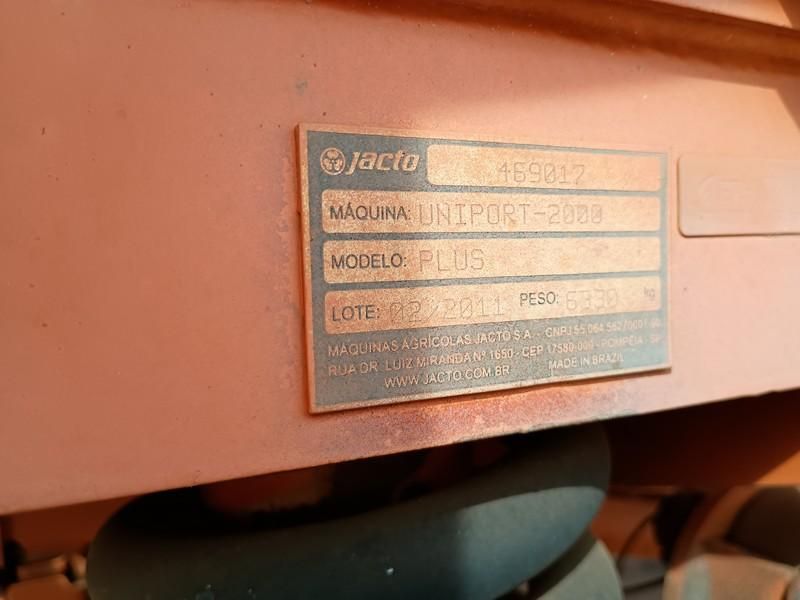 Jacto 469017
MÁQUINA: UNIPORT-2000
MODELO: PLUS
LOTE: 02/2011 PESO: 6330 kg
MÁQUINAS AGRÍCOLAS JACTO S.A. - CNPJ 55.064.562/0001-90
RUA DR. LUIZ MIRANDA Nº 1650 - CEP 17580-000 - POMPÉIA - SP
WWW.JACTO.COM.BR MADE IN BRAZIL